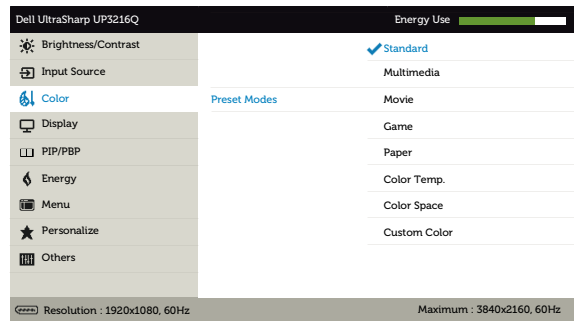 Dell UltraSharp UP3216Q Energy Use
Brightness/Contrast Standard
Input Source Multimedia
Color Preset Modes Movie
Display Game
PIP/PBP Paper
Energy Color Temp.
Menu Color Space
Personalize Custom Color
Others
Resolution : 1920x1080, 60Hz Maximum : 3840x2160, 60Hz